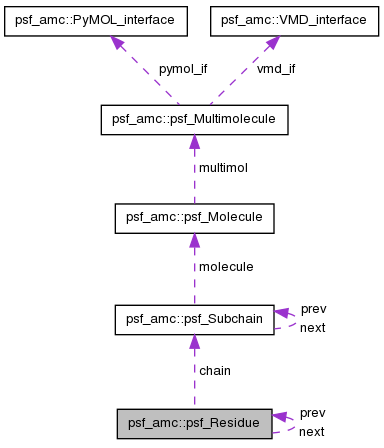 psf_amc::PyMOL_interface
psf_amc::VMD_interface
pymol_if
vmd_if
psf_amc::psf_Multimolecule
multimol
psf_amc::psf_Molecule
molecule
psf_amc::psf_Subchain
prev
next
chain
psf_amc::psf_Residue
prev
next